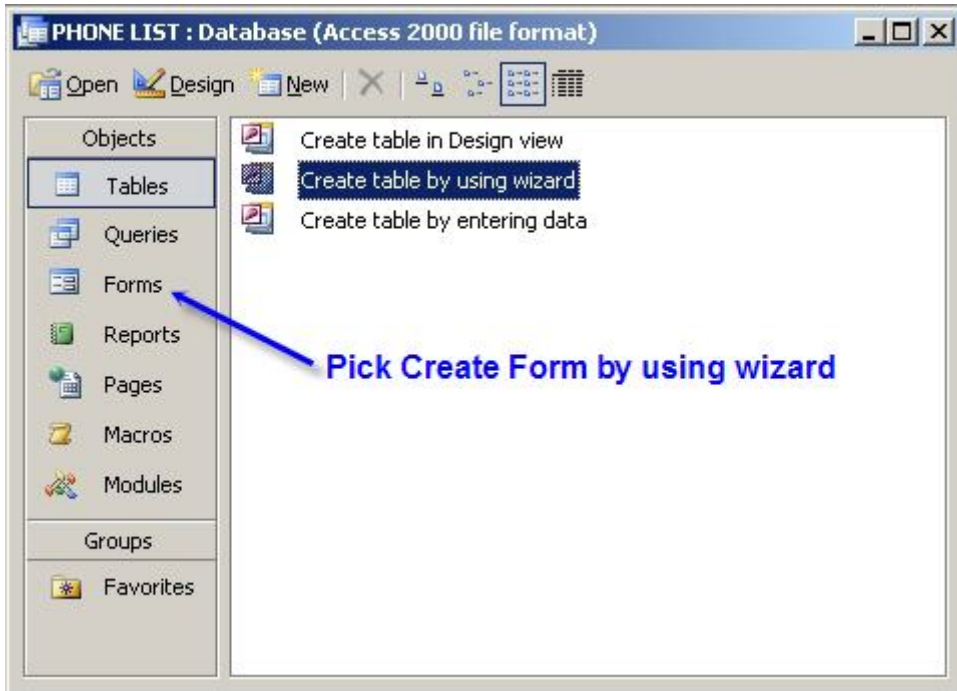 PHONE LIST : Database (Access 2000 file format)
Open Design New
Objects
Tables
Queries
Forms
Reports
Pages
Macros
Modules
Groups
Favorites
Create table in Design view
Create table by using wizard
Create table by entering data
Pick Create Form by using wizard